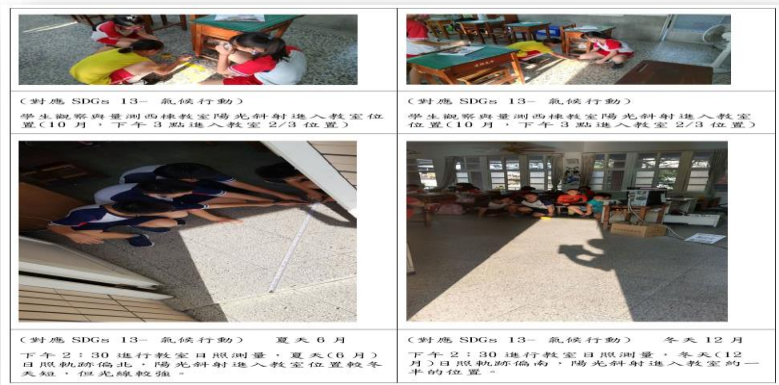 (對應 SDGs 13- 氣候行動)
學生觀察與量測西棟教室陽光斜射進入教室位
置(10 月，下午 3 點進入教室 2/3 位置)
(對應 SDGs 13- 氣候行動)
學生觀察與量測西棟教室陽光斜射進入教室
位置(10 月，下午 3 點進入教室 2/3 位置)
(對應 SDGs 13- 氣候行動) 夏天 6 月
下午 2：30 進行教室日照測量，夏天(6 月)
日照軌跡偏北，陽光斜射進入教室位置較冬
天短，但光線較強。
(對應 SDGs 13- 氣候行動) 冬天 12 月
下午 2：30 進行教室日照測量，冬天(12
月)日照軌跡偏南，陽光斜射進入教室約一
半的位置。